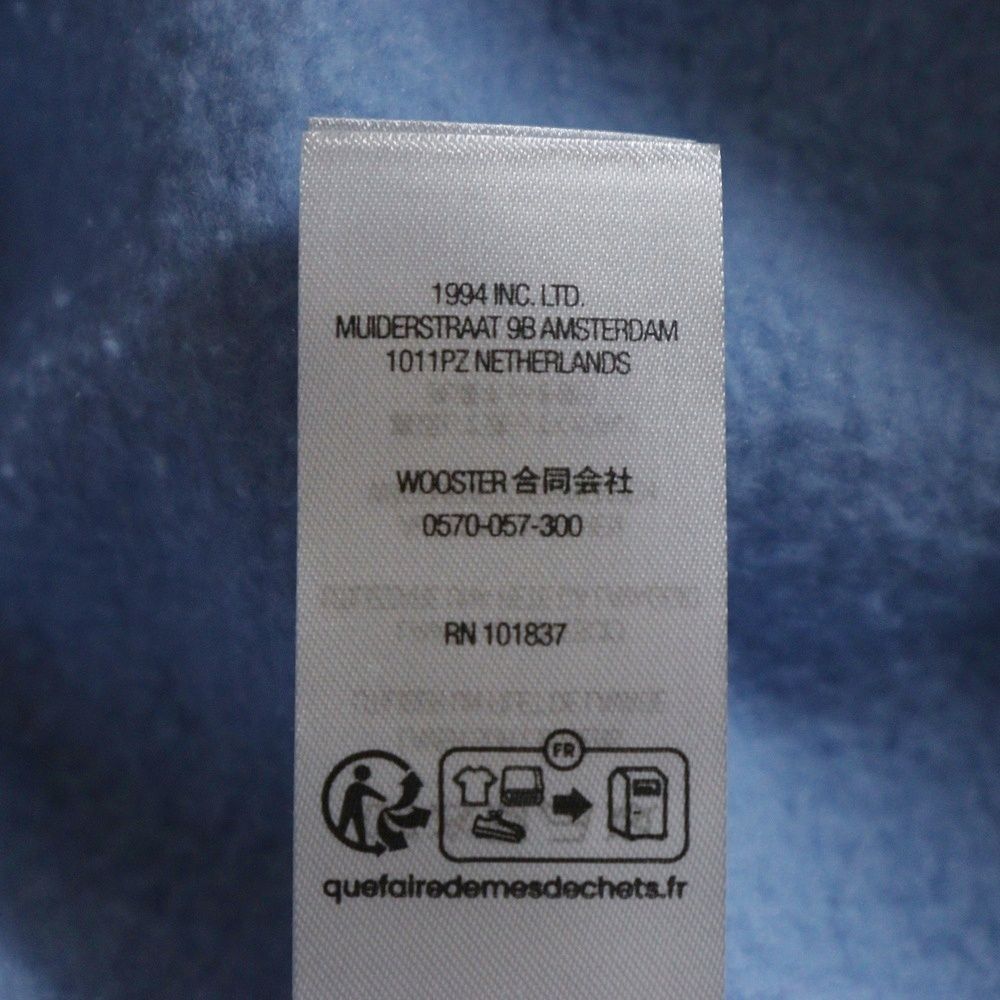 1994 INC. LTD.
MUIDERSTRAAT 9B AMSTERDAM
1011PZ NETHERLANDS
WOOSTER 合同会社
0570-057-300
RN 101837
FR
quefairedemesdechets.fr